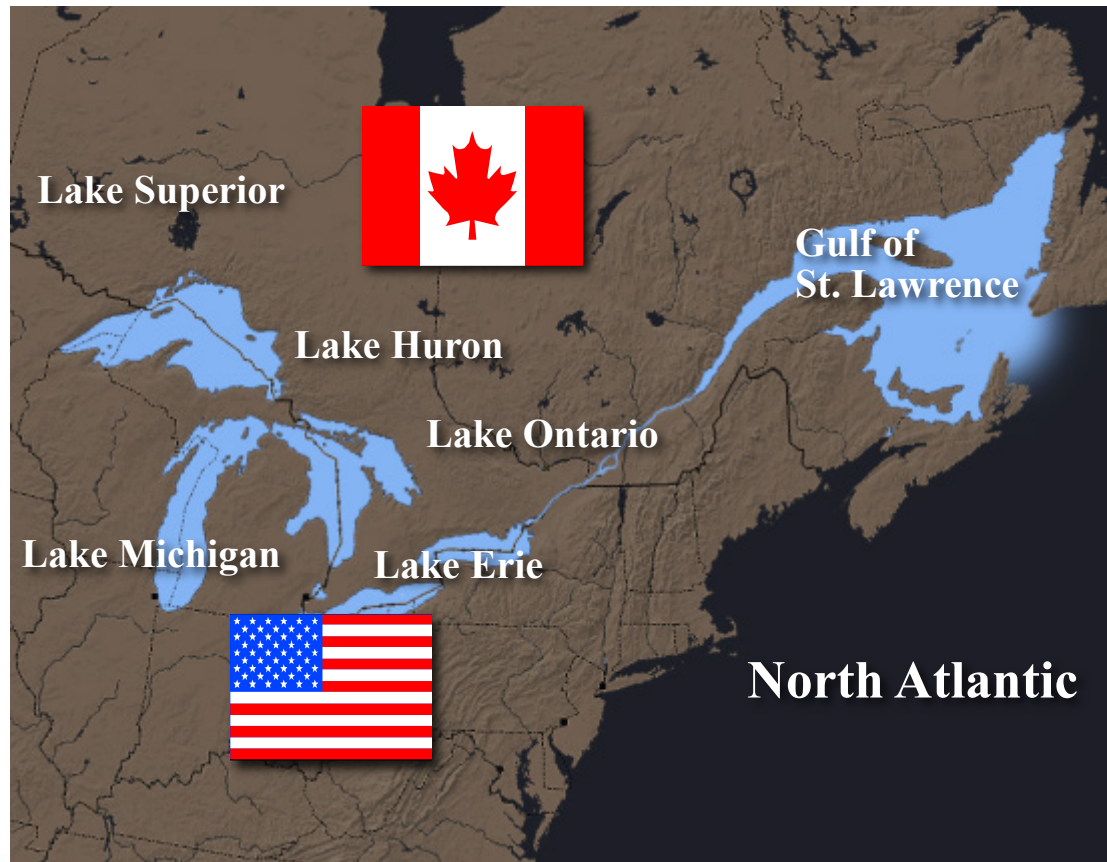 Lake Superior
Gulf of
St. Lawrence
Lake Huron
Lake Ontario
Lake Michigan
Lake Erie
North Atlantic